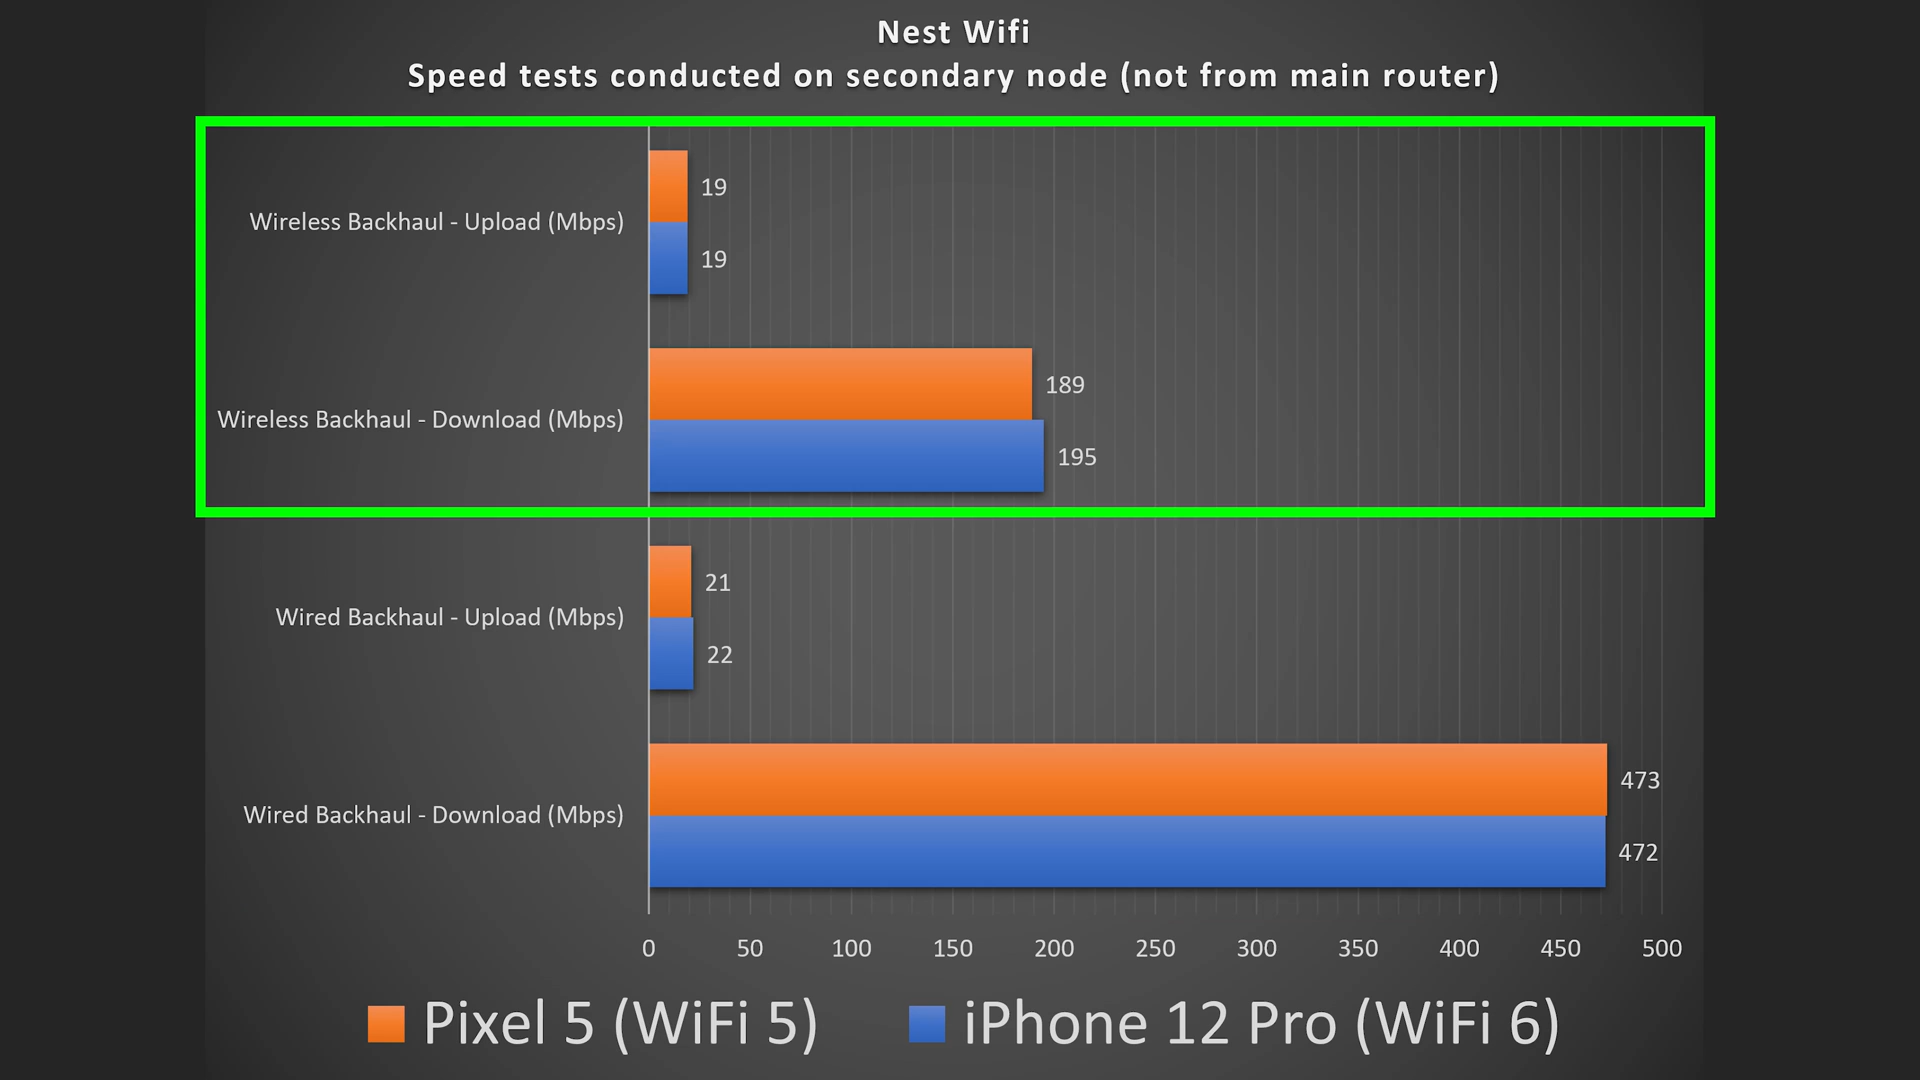 Nest Wifi
Speed tests conducted on secondary node (not from main router)
Wireless Backhaul - Upload (Mbps)
19
19
Wireless Backhaul - Download (Mbps)
189
195
Wired Backhaul - Upload (Mbps)
21
22
Wired Backhaul - Download (Mbps)
473
472
0 50 100 150 200 250 300 350 400 450 500
Pixel 5 (WiFi 5) iPhone 12 Pro (WiFi 6)